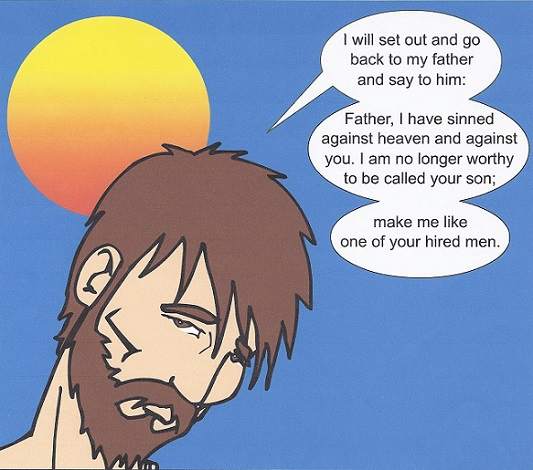 I will set out and go
back to my father
and say to him:
Father, I have sinned
against heaven and against
you. I am no longer worthy
to be called your son;
make me like
one of your hired men.